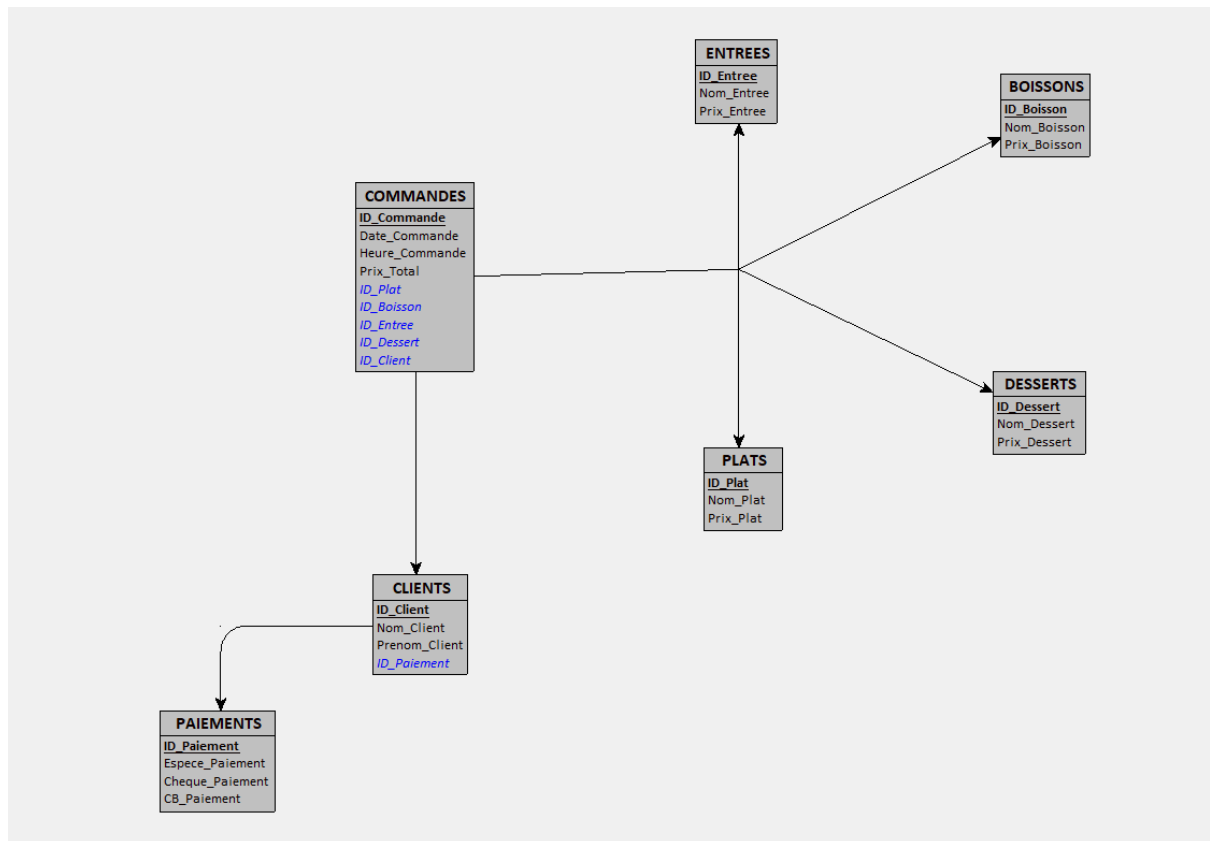 ENTREES
ID_Entree
Nom_Entree
Prix_Entree
BOISSONS
ID_Boisson
Nom_Boisson
Prix_Boisson
COMMANDES
ID_Commande
Date_Commande
Heure_Commande
Prix_Total
ID_Plat
ID_Boisson
ID_Entree
ID_Dessert
ID_Client
DESSERTS
ID_Dessert
Nom_Dessert
Prix_Dessert
PLATS
ID_Plat
Nom_Plat
Prix_Plat
CLIENTS
ID_Client
Nom_Client
Prenom_Client
ID_Paiement
PAIEMENTS
ID_Paiement
Espece_Paiement
Cheque_Paiement
CB_Paiement